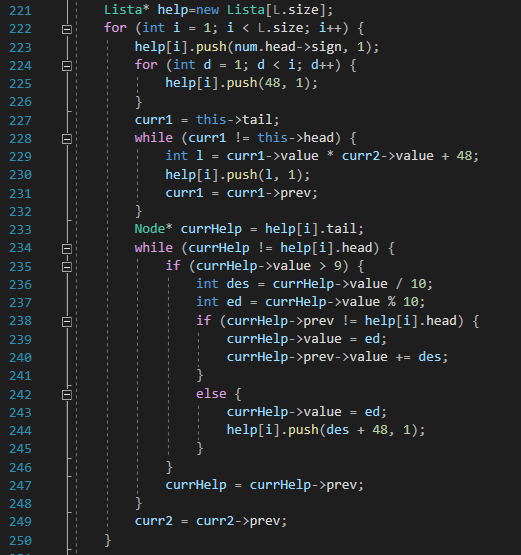 221 Lista* help=new Lista[L.size];
222 for (int i = 1; i < L.size; i++) {
223 help[i].push(num.head->sign, 1);
224 for (int d = 1; d < i; d++) {
225 help[i].push(48, 1);
226 }
227 curr1 = this->tail;
228 while (curr1 != this->head) {
229 int l = curr1->value * curr2->value + 48;
230 help[i].push(l, 1);
231 curr1 = curr1->prev;
232 }
233 Node* currHelp = help[i].tail;
234 while (currHelp != help[i].head) {
235 if (currHelp->value > 9) {
236 int des = currHelp->value / 10;
237 int ed = currHelp->value % 10;
238 if (currHelp->prev != help[i].head) {
239 currHelp->value = ed;
240 currHelp->prev->value += des;
241 }
242 else {
243 currHelp->value = ed;
244 help[i].push(des + 48, 1);
245 }
246 }
247 currHelp = currHelp->prev;
248 }
249 curr2 = curr2->prev;
250 }